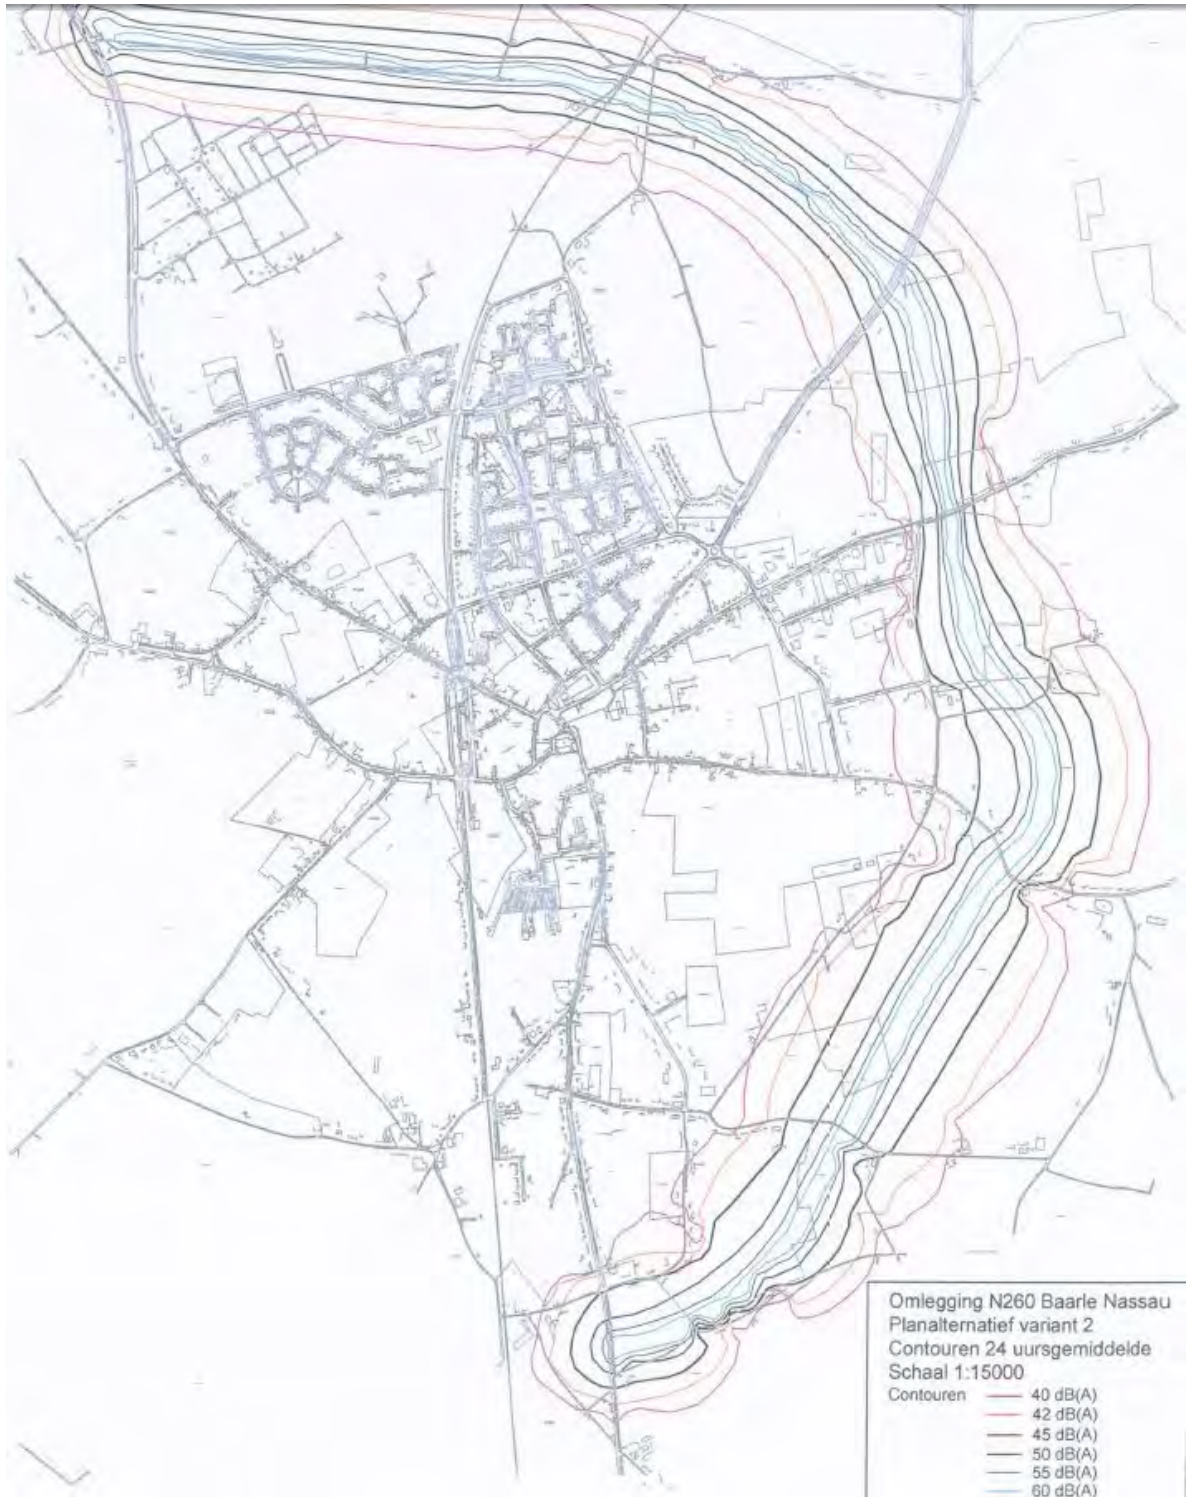 Omlegging N260 Baarle Nassau
Planalternatief variant 2
Contouren 24 uursgemiddelde
Schaal 1:15000
Contouren
40 dB(A)
42 dB(A)
45 dB(A)
50 dB(A)
55 dB(A)
60 dB(A)